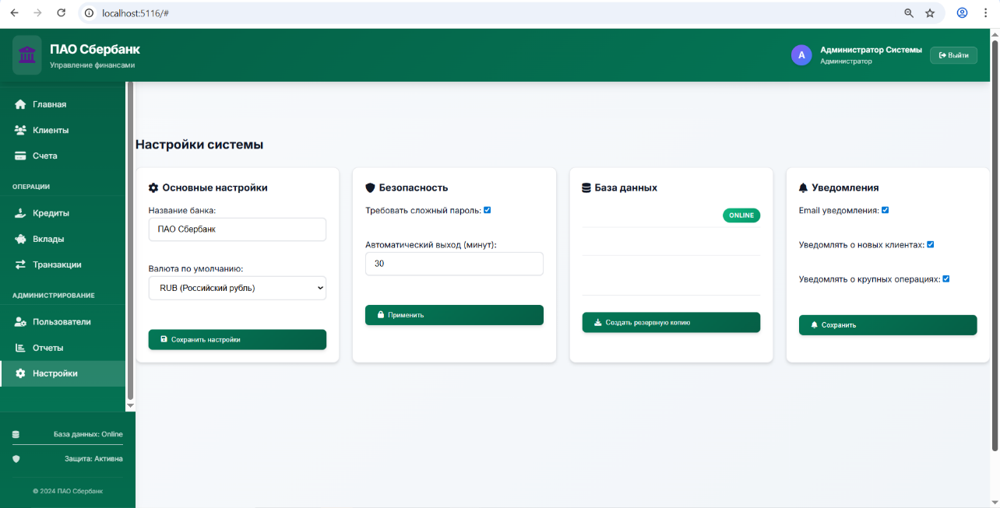 localhost:5116/#
ПАО Сбербанк
Управление финансами
A
Администратор Системы
Администратор
Выйти
Главная
Клиенты
Счета
ОПЕРАЦИИ
Кредиты
Вклады
Транзакции
АДМИНИСТРИРОВАНИЕ
Пользователи
Отчеты
Настройки
База данных: Online
Защита: Активна
© 2024 ПАО Сбербанк
Настройки системы
Основные настройки
Название банка:
ПАО Сбербанк
Валюта по умолчанию:
RUB (Российский рубль)
Сохранить настройки
Безопасность
Требовать сложный пароль:
Автоматический выход (минут):
30
Применить
База данных
ONLINE
Создать резервную копию
Уведомления
Email уведомления:
Уведомлять о новых клиентах:
Уведомлять о крупных операциях:
Сохранить